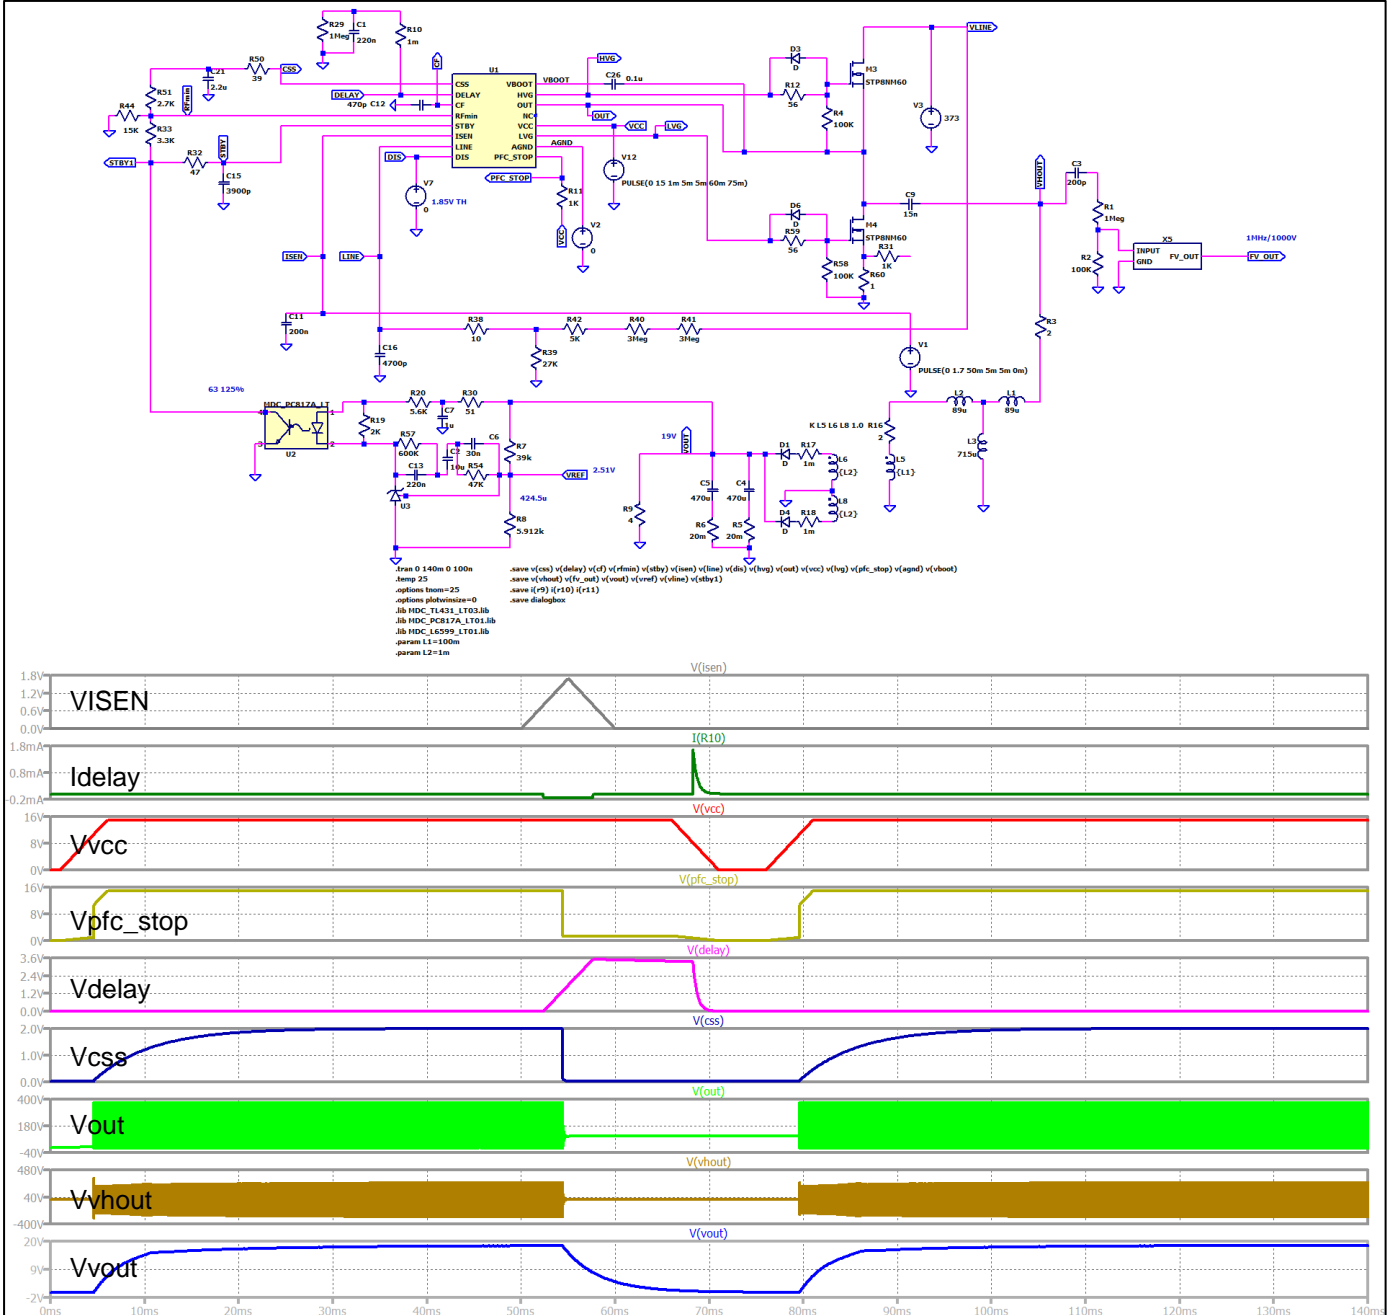 R29
1Meg
C1
220n
R10
1m
C21
2.2u
R50
39
CSS
CF
HVG
U1
VBOOT
C26
0.1u
D3
D
M3
STP8NM60
VLINE
R51
2.7K
Rfmin
DELAY
470p
C12
CSS
DELAY
CF
RFmin
STBY
ISEN
LINE
DIS
VBOOT
HVG
OUT
NC
VCC
LVG
AGND
PFC_STOP
R12
56
R4
100K
V3
373
R44
15K
R33
3.3K
OUT
VCC
LVG
AGND
STBY1
R32
47
STBY
C15
3900p
DIS
V7
1.85V TH
0
PFC_STOP
R11
1K
VCC
V12
PULSE(0 15 1m 5m 5m 60m 75m)
V2
0
D6
D
R59
56
R58
100K
M4
STP8NM60
R31
1K
R60
1
C9
15n
VHOUT
C3
200p
R1
1Meg
R2
100K
X5
INPUT
GND
FV_OUT
1MHz/1000V
FV_OUT
ISEN
LINE
C11
200n
C16
4700p
R38
10
R42
5K
R40
3Meg
R41
3Meg
R39
27K
V1
PULSE(0 1.7 50m 5m 5m 0m)
R3
2
63 125%
MDC_PC817A_LT
4
3
1
2
U2
R20
5.6K
R30
51
C7
1u
R19
2K
R57
600K
C2
10u
C6
30n
C13
220n
R54
47K
U3
R7
39k
VREF
2.51V
424.5u
R8
5.912k
19V
VOUT
R9
4
C5
470u
C4
470u
R6
20m
R5
20m
D1
D
R17
1m
D4
D
R18
1m
K L5 L6 L8 1.0
L6
{L2}
L8
{L2}
R16
2
L5
{L1}
L2
89u
L1
89u
L3
715u
.tran 0 140m 0 100n
.temp 25
.options tnom=25
.options plotwinsize=0
.lib MDC_TL431_LT03.lib
.lib MDC_PC817A_LT01.lib
.lib MDC_L6599_LT01.lib
.param L1=100m
.param L2=1m
.save v(css) v(delay) v(cf) v(rfmin) v(stby) v(isen) v(line) v(dis) v(hvg) v(out) v(vcc) v(lvg) v(pfc_stop) v(agnd) v(vboot)
.save v(vhout) v(fv_out) v(vout) v(vref) v(vline) v(stby1)
.save i(r9) i(r10) i(r11)
.save dialogbox
V(isen)
1.8V
1.2V
0.6V
0.0V
VISEN
I(R10)
1.8mA
0.8mA
-0.2mA
Idelay
V(vcc)
16V
8V
0V
Vvcc
V(pfc_stop)
16V
8V
0V
Vpfc_stop
V(delay)
3.6V
2.4V
1.2V
0.0V
Vdelay
V(css)
2.0V
1.0V
0.0V
Vcss
V(out)
400V
180V
-40V
Vout
V(vhout)
480V
40V
-400V
Vvhout
V(vout)
20V
9V
-2V
Vvout
0ms 10ms 20ms 30ms 40ms 50ms 60ms 70ms 80ms 90ms 100ms 110ms 120ms 130ms 140ms